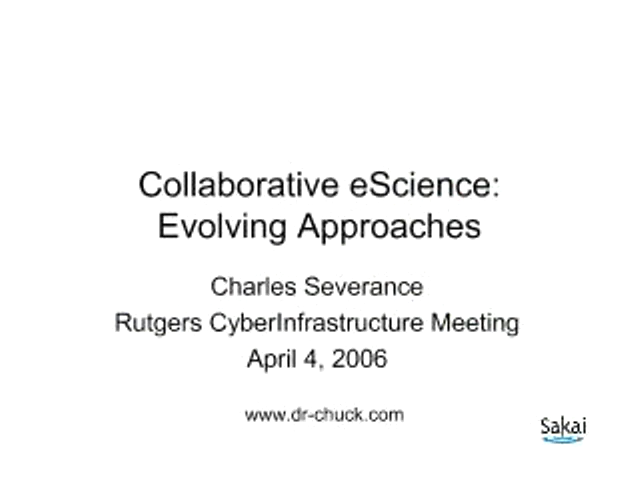 Collaborative eScience:
Evolving Approaches
Charles Severance
Rutgers CyberInfrastructure Meeting
April 4, 2006
www.dr-chuck.com
Sakai